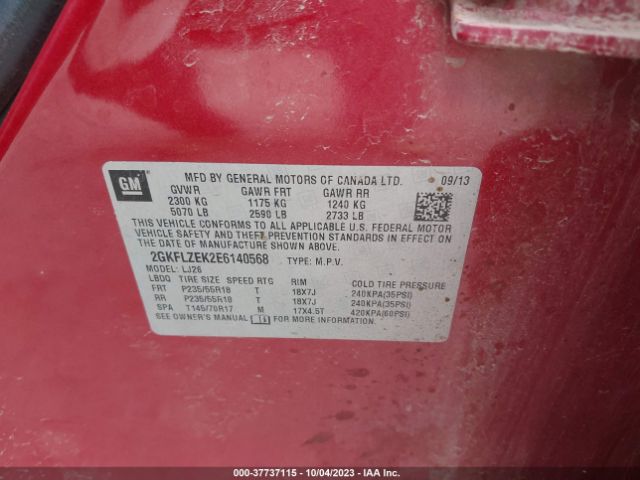 GM
MFD BY GENERAL MOTORS OF CANADA LTD. 09/13
GVWR GAWR FRT GAWR RR
2300 KG 1175 KG 1240 KG
5070 LB 2590 LB 2733 LB
THIS VEHICLE CONFORMS TO ALL APPLICABLE U.S. FEDERAL MOTOR
VEHICLE SAFETY AND THEFT PREVENTION STANDARDS IN EFFECT ON
THE DATE OF MANUFACTURE SHOWN ABOVE.
2GKFLZEK2E6140568 TYPE: M.P.V.
MODEL: LJ26
LBDQ TIRE SIZE SPEED RTG RIM COLD TIRE PRESSURE
FRT P235/55R18 T 18X7J 240KPA(35PSI)
RR P235/55R18 T 18X7J 240KPA(35PSI)
SPA T145/70R17 M 17X4.5T 420KPA(60PSI)
SEE OWNER'S MANUAL FOR MORE INFORMATION.
00-37737115 - 10/04/2023 - IAA Inc.